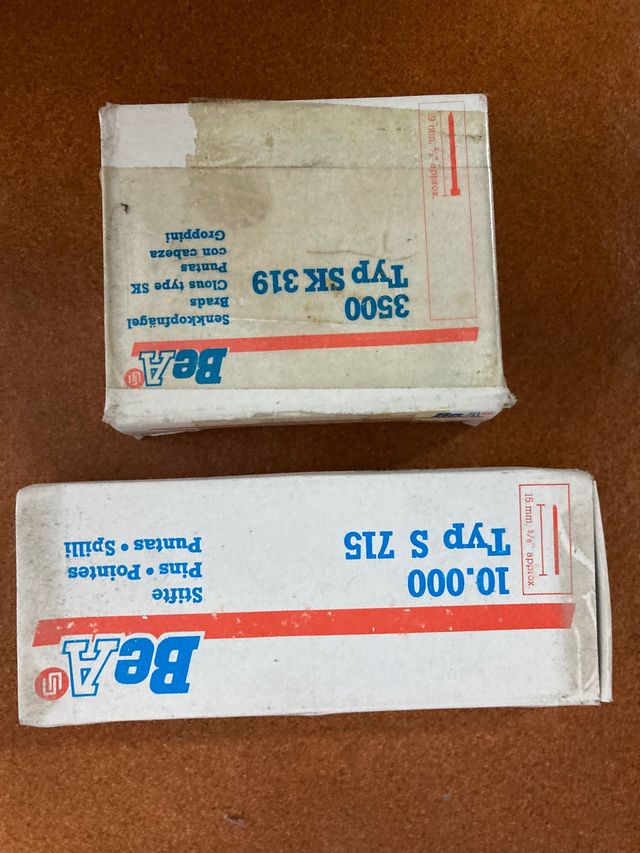 BeA
10.000
Typ S 715
Stifte
Pins • Pointes
Puntas • Spilli
15 mm, 5/8" approx.
BeA
BeA
3500
Typ SK 319
Senkkopfnägel
Brads
Clous type SK
Puntas
con cabeza
Groppini
19 mm, 3/4" approx.